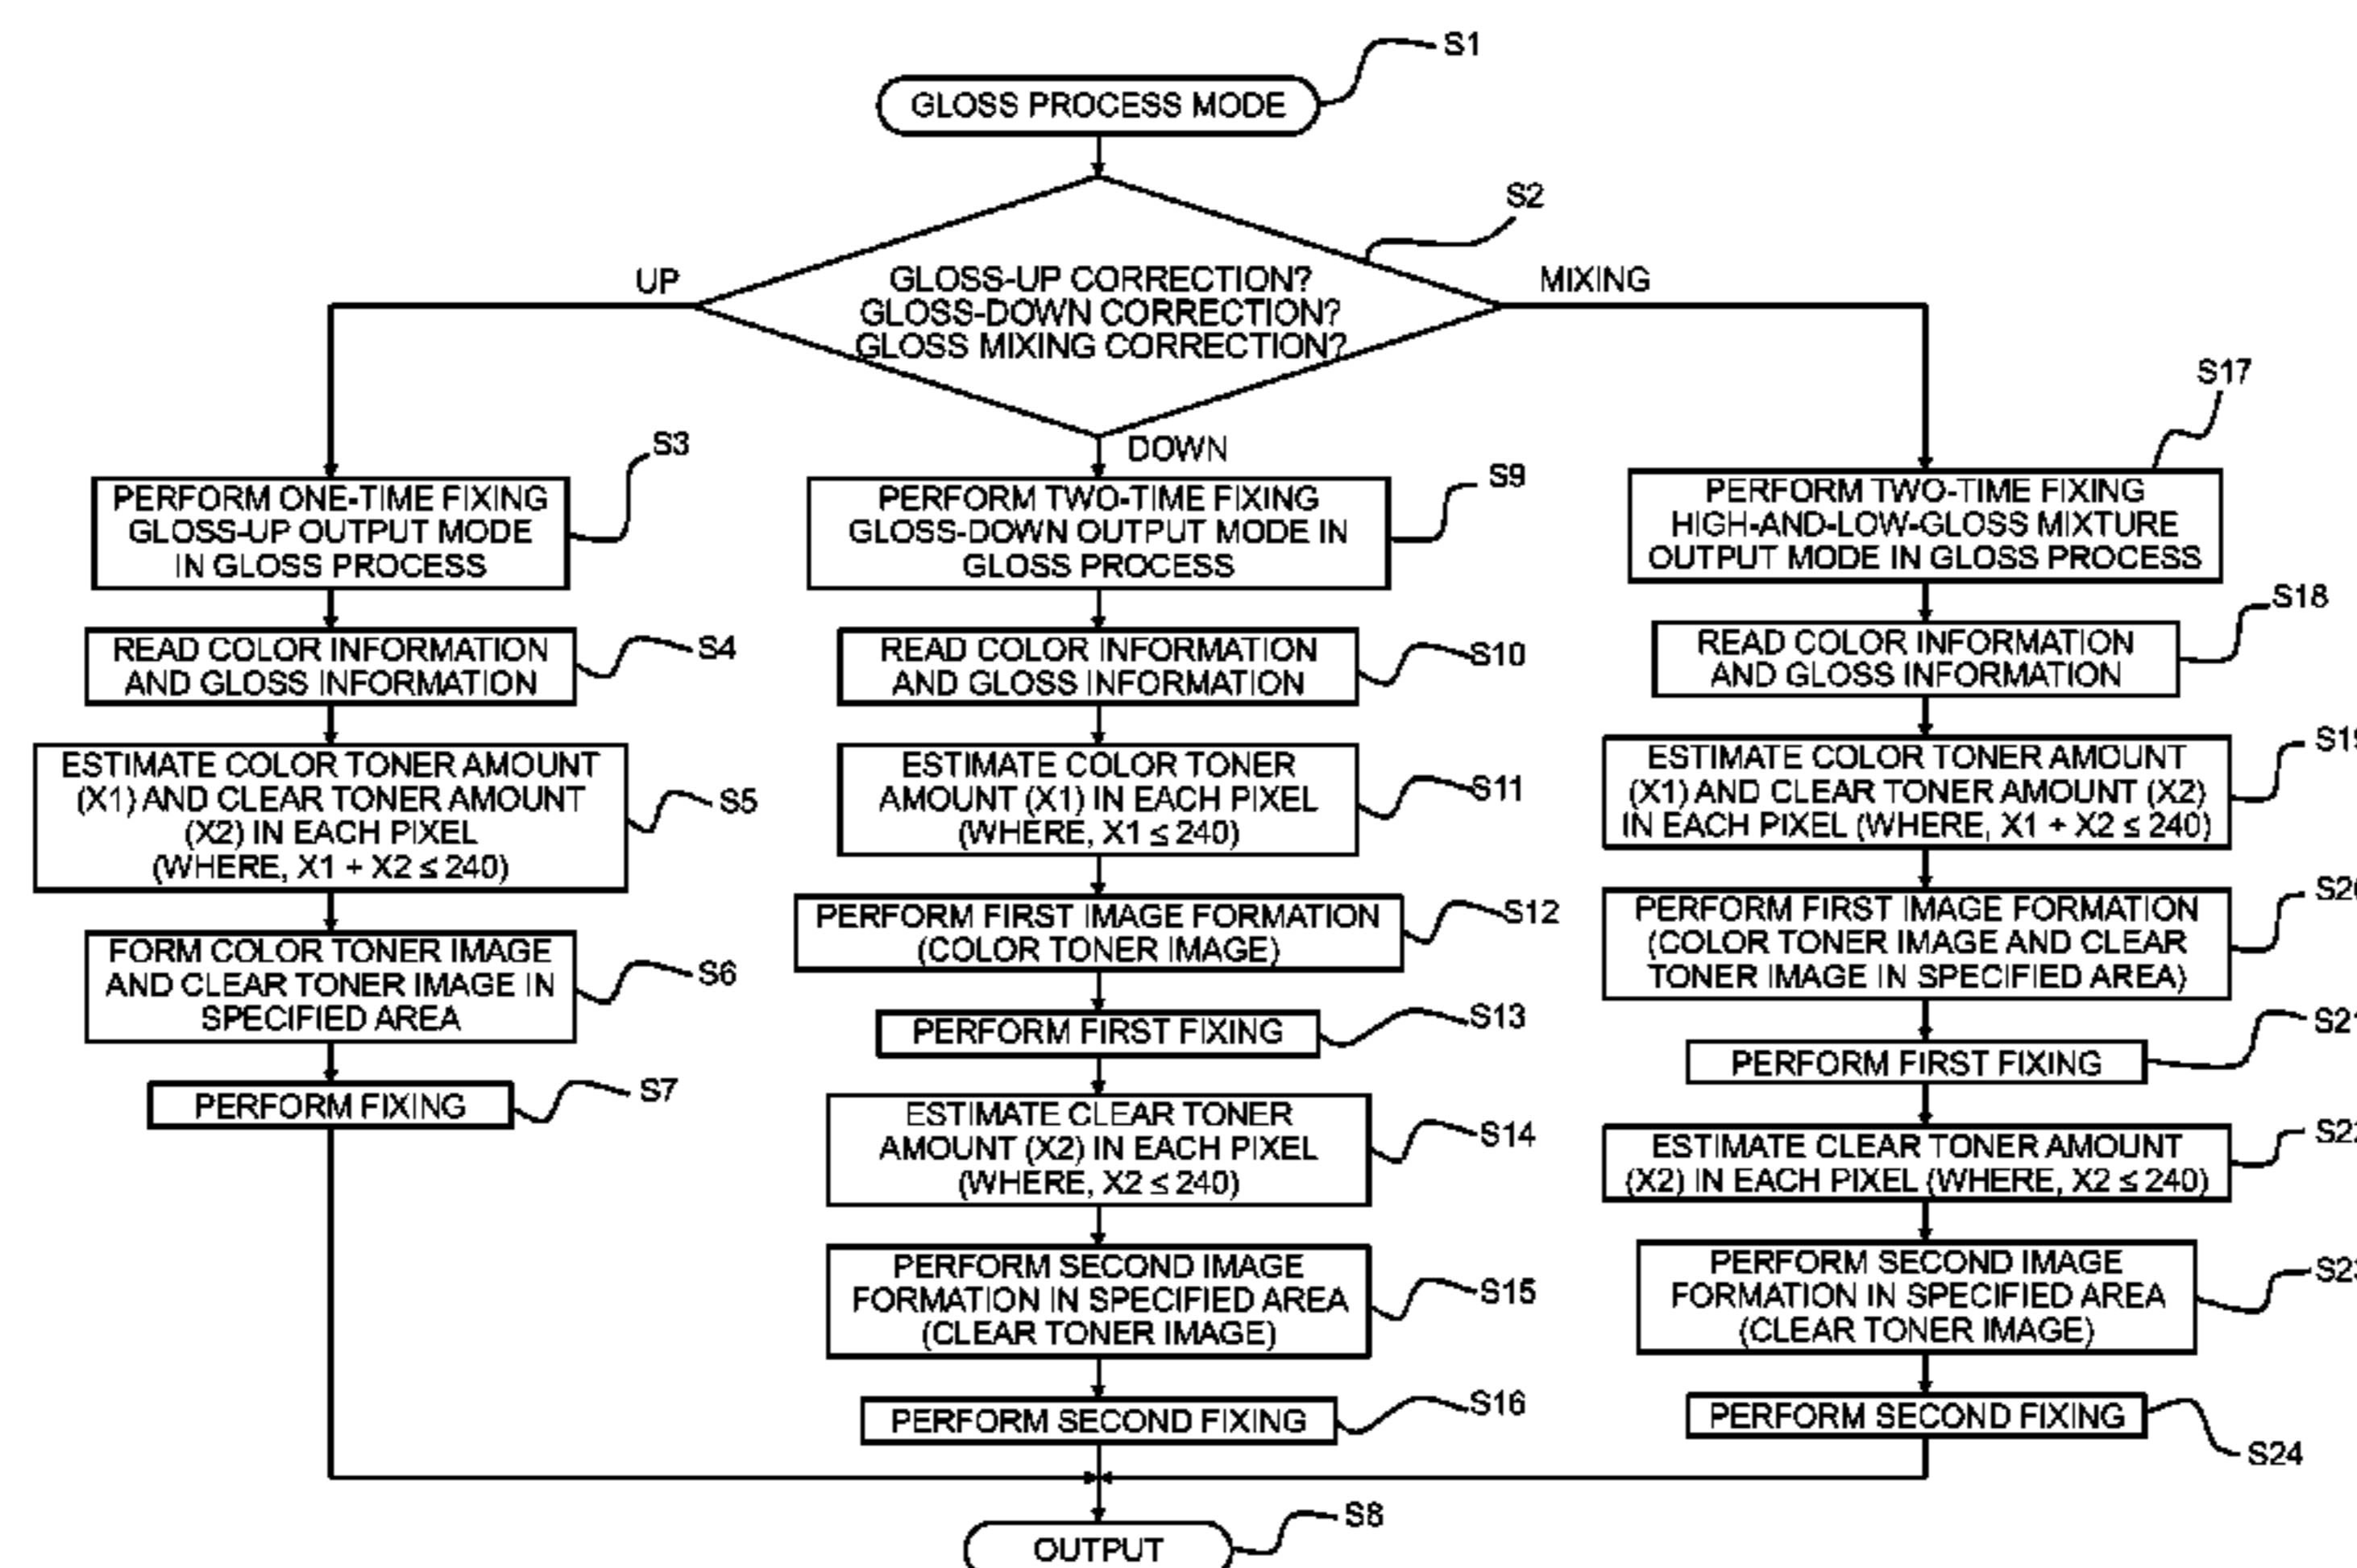 S1
GLOSS PROCESS MODE
S2
UP
GLOSS-UP CORRECTION?
GLOSS-DOWN CORRECTION?
GLOSS MIXING CORRECTION?
MIXING
DOWN
S3
PERFORM ONE-TIME FIXING
GLOSS-UP OUTPUT MODE
IN GLOSS PROCESS
S4
READ COLOR INFORMATION
AND GLOSS INFORMATION
S5
ESTIMATE COLOR TONER AMOUNT
(X1) AND CLEAR TONER AMOUNT
(X2) IN EACH PIXEL
(WHERE, X1 + X2 ≤ 240)
S6
FORM COLOR TONER IMAGE
AND CLEAR TONER IMAGE IN
SPECIFIED AREA
S7
PERFORM FIXING
S9
PERFORM TWO-TIME FIXING
GLOSS-DOWN OUTPUT MODE IN
GLOSS PROCESS
S10
READ COLOR INFORMATION
AND GLOSS INFORMATION
S11
ESTIMATE COLOR TONER
AMOUNT (X1) IN EACH PIXEL
(WHERE, X1 ≤ 240)
S12
PERFORM FIRST IMAGE FORMATION
(COLOR TONER IMAGE)
S13
PERFORM FIRST FIXING
S14
ESTIMATE CLEAR TONER
AMOUNT (X2) IN EACH PIXEL
(WHERE, X2 ≤ 240)
S15
PERFORM SECOND IMAGE
FORMATION IN SPECIFIED AREA
(CLEAR TONER IMAGE)
S16
PERFORM SECOND FIXING
S17
PERFORM TWO-TIME FIXING
HIGH-AND-LOW-GLOSS MIXTURE
OUTPUT MODE IN GLOSS PROCESS
S18
READ COLOR INFORMATION
AND GLOSS INFORMATION
S19
ESTIMATE COLOR TONER AMOUNT
(X1) AND CLEAR TONER AMOUNT (X2)
IN EACH PIXEL (WHERE, X1 + X2 ≤ 240)
S20
PERFORM FIRST IMAGE FORMATION
(COLOR TONER IMAGE AND CLEAR
TONER IMAGE IN SPECIFIED AREA)
S21
PERFORM FIRST FIXING
S22
ESTIMATE CLEAR TONER AMOUNT
(X2) IN EACH PIXEL (WHERE, X2 ≤ 240)
S23
PERFORM SECOND IMAGE
FORMATION IN SPECIFIED AREA
(CLEAR TONER IMAGE)
PERFORM SECOND FIXING
S24
S8
OUTPUT